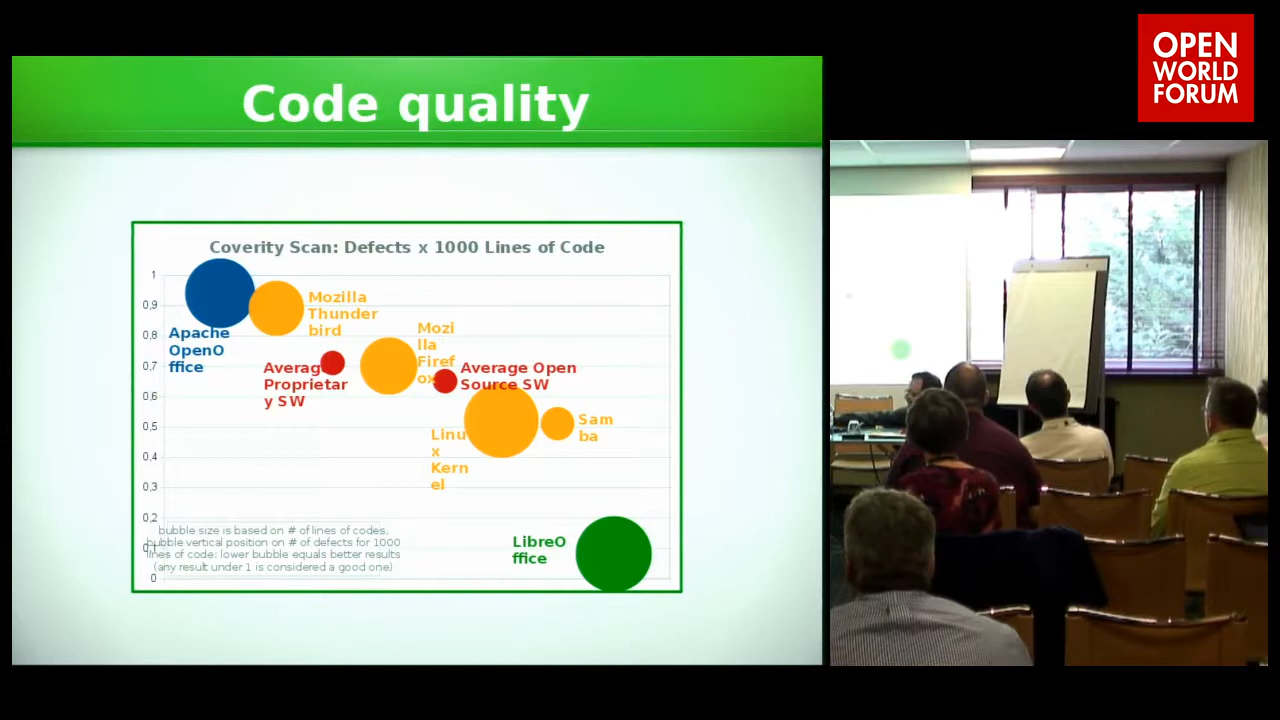 OPEN
WORLD
FORUM
Code quality
Coverity Scan: Defects x 1000 Lines of Code
1
0,9
0,8
0,7
0,6
0,5
0,4
0,3
0,2
0,1
0
Apache
OpenO
ffice
Mozilla
Thunder
bird
Average
Proprietar
y SW
Mozi
lla
Firef
ox
Average Open
Source SW
Linu
x
Kern
el
Sam
ba
LibreO
ffice
bubble size is based on # of lines of codes,
bubble vertical position on # of defects for 1000
lines of code: lower bubble equals better results
(any result under 1 is considered a good one)